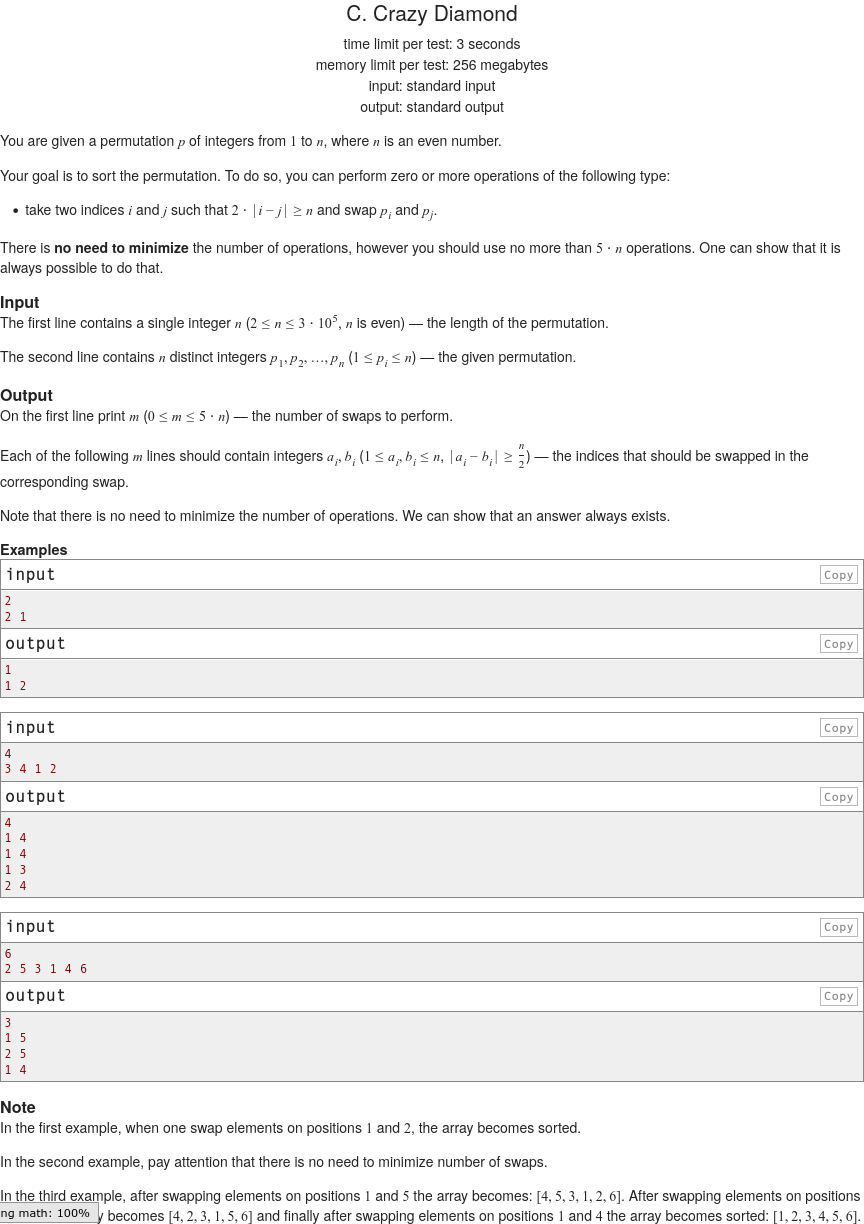 C. Crazy Diamond
time limit per test: 3 seconds
memory limit per test: 256 megabytes
input: standard input
output: standard output
You are given a permutation p of integers from 1 to n, where n is an even number.
Your goal is to sort the permutation. To do so, you can perform zero or more operations of the following type:
• take two indices i and j such that 2 · |i − j| ≥ n and swap p_i and p_j.
There is no need to minimize the number of operations, however you should use no more than 5 · n operations. One can show that it is
always possible to do that.
Input
The first line contains a single integer n (2 ≤ n ≤ 3 · 10^5, n is even) — the length of the permutation.
The second line contains n distinct integers p_1, p_2, …, p_n (1 ≤ p_i ≤ n) — the given permutation.
Output
On the first line print m (0 ≤ m ≤ 5 · n) — the number of swaps to perform.
Each of the following m lines should contain integers a_i, b_i (1 ≤ a_i, b_i ≤ n, |a_i − b_i| ≥ n/2) — the indices that should be swapped in the
corresponding swap.
Note that there is no need to minimize the number of operations. We can show that an answer always exists.
Examples
input Copy
2
2 1
output Copy
1
1 2
input Copy
4
3 4 1 2
output Copy
4
1 4
1 4
1 3
2 4
input Copy
6
2 5 3 1 4 6
output Copy
3
1 5
2 5
1 4
Note
In the first example, when one swap elements on positions 1 and 2, the array becomes sorted.
In the second example, pay attention that there is no need to minimize number of swaps.
In the third example, after swapping elements on positions 1 and 5 the array becomes: [4, 5, 3, 1, 2, 6]. After swapping elements on positions
ng math: 100% y becomes [4, 2, 3, 1, 5, 6] and finally after swapping elements on positions 1 and 4 the array becomes sorted: [1, 2, 3, 4, 5, 6].